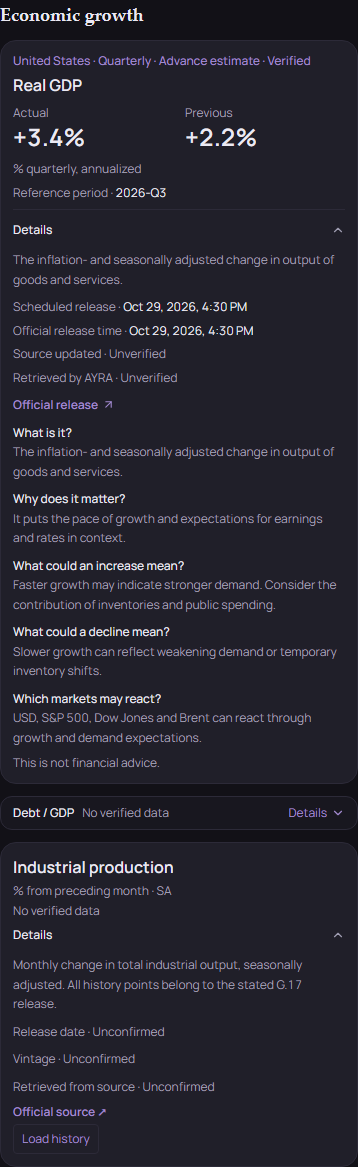 Economic growth
United States · Quarterly · Advance estimate · Verified
Real GDP
Actual
Previous
+3.4%
+2.2%
% quarterly, annualized
Reference period · 2026-Q3
Details
The inflation- and seasonally adjusted change in output of
goods and services.
Scheduled release · Oct 29, 2026, 4:30 PM
Official release time · Oct 29, 2026, 4:30 PM
Source updated · Unverified
Retrieved by AYRA · Unverified
Official release ↗
What is it?
The inflation- and seasonally adjusted change in output of
goods and services.
Why does it matter?
It puts the pace of growth and expectations for earnings
and rates in context.
What could an increase mean?
Faster growth may indicate stronger demand. Consider the
contribution of inventories and public spending.
What could a decline mean?
Slower growth can reflect weakening demand or temporary
inventory shifts.
Which markets may react?
USD, S&P 500, Dow Jones and Brent can react through
growth and demand expectations.
This is not financial advice.
Debt / GDP No verified data Details
Industrial production
% from preceding month · SA
No verified data
Details
Monthly change in total industrial output, seasonally
adjusted. All history points belong to the stated G.17
release.
Release date · Unconfirmed
Vintage · Unconfirmed
Retrieved from source · Unconfirmed
Official source ↗
Load history